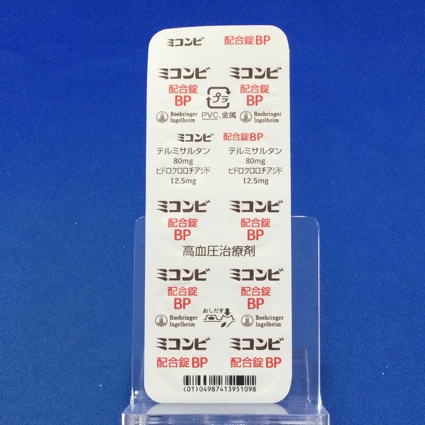 ミコンビ 配合錠BP
ミコンビ ミコンビ
配合錠 配合錠
BP プラ BP
Boehringer Ingelheim PVC,金属 Boehringer Ingelheim
ミコンビ 配合錠BP
テルミサルタン テルミサルタン
80mg 80mg
ヒドロクロロチアジド ヒドロクロロチアジド
12.5mg 12.5mg
ミコンビ ミコンビ
配合錠 配合錠
BP BP
高血圧治療剤
ミコンビ ミコンビ
配合錠 配合錠
BP BP
Boehringer Ingelheim おしだす Boehringer Ingelheim
ミコンビ ミコンビ
配合錠BP 配合錠BP
(01)04987413951098